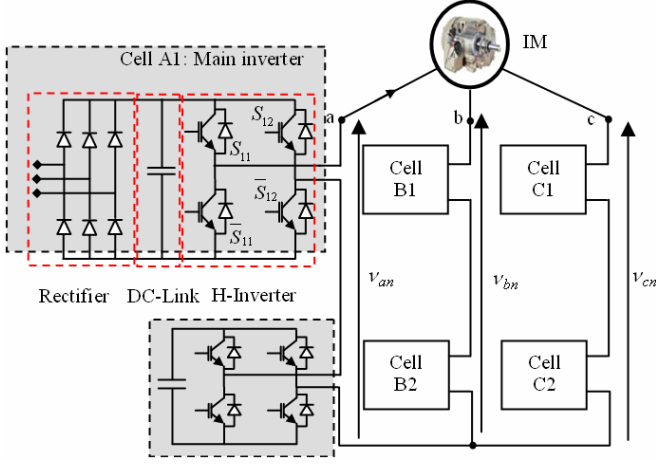 IM
Cell A1: Main inverter
a
b
c
S12
S11
S̅12
S̅11
Cell
B1
Cell
C1
van
vbn
vcn
Rectifier DC-Link H-Inverter
Cell
B2
Cell
C2